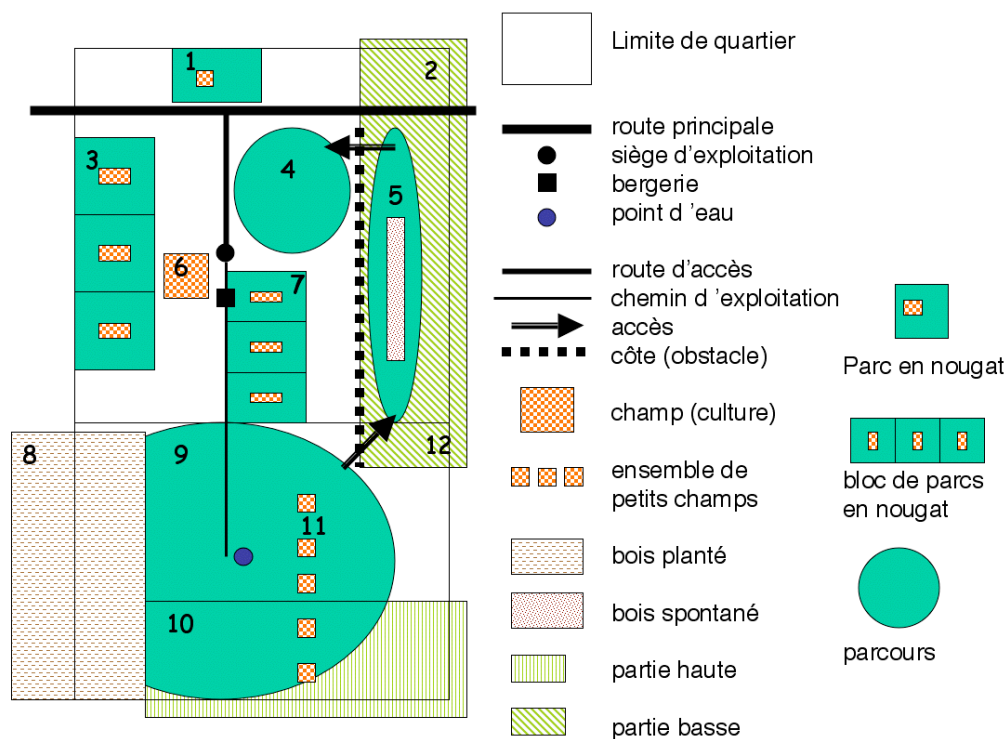 1
2
3
4
5
6
7
8
9
10
11
12
Limite de quartier
route principale
siège d'exploitation
bergerie
point d ’eau
route d'accès
chemin d ’exploitation
accès
côte (obstacle)
champ (culture)
ensemble de
petits champs
bois planté
bois spontané
partie haute
partie basse
Parc en nougat
bloc de parcs
en nougat
parcours